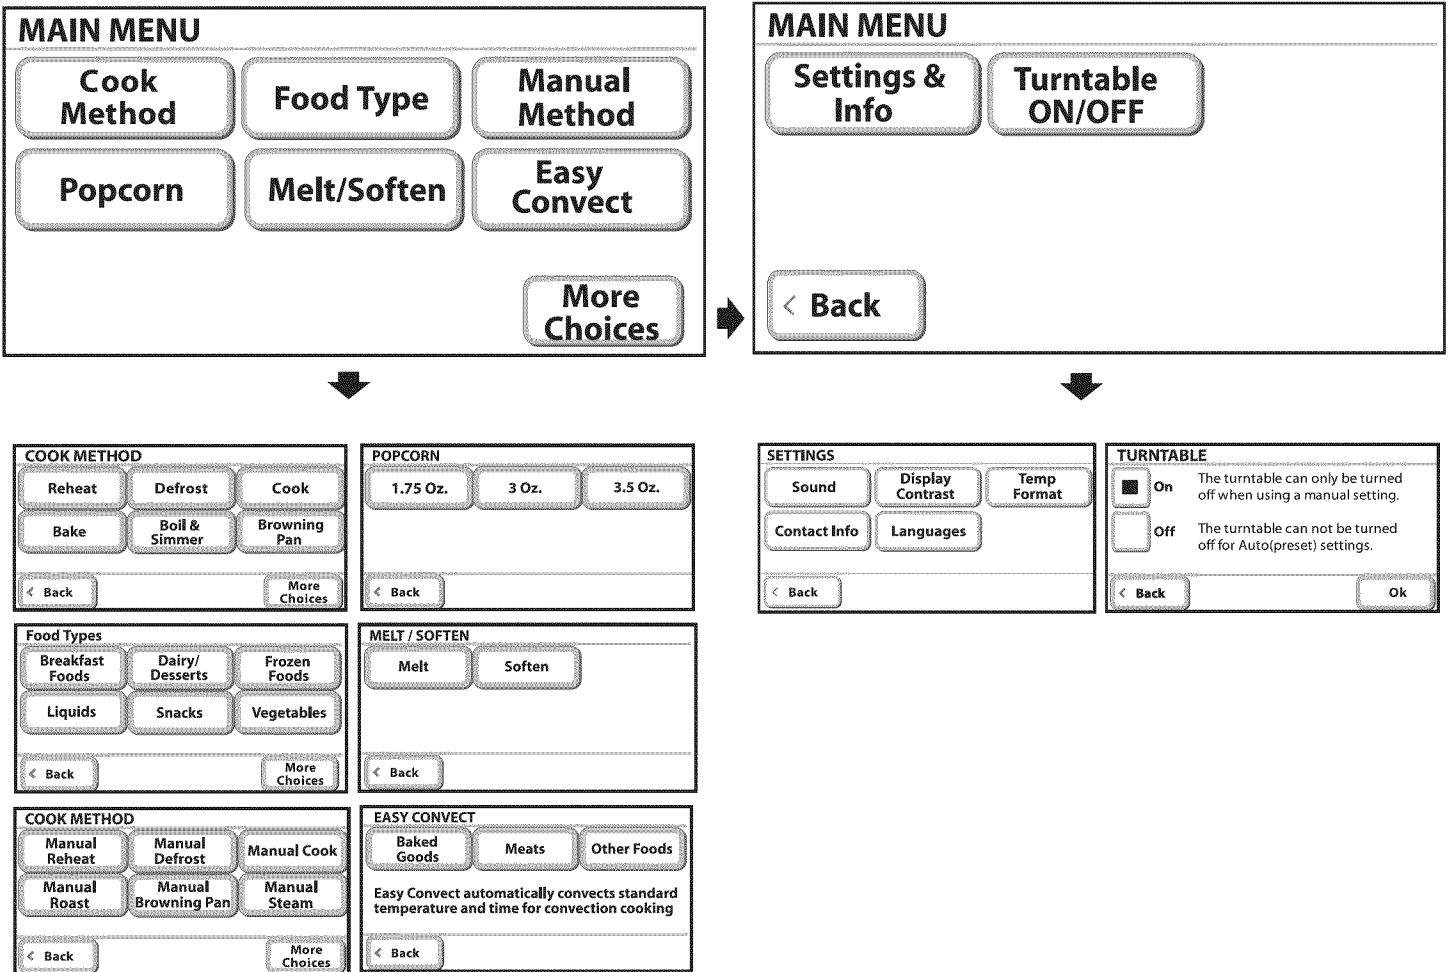 MAIN MENU
Cook
Method
Food Type
Manual
Method
Popcorn
Melt/Soften
Easy
Convect
More
Choices
MAIN MENU
Settings &
Info
Turntable
ON/OFF
< Back
COOK METHOD
Reheat
Defrost
Cook
Bake
Boil &
Simmer
Browning
Pan
< Back
More
Choices
POPCORN
1.75 Oz.
3 Oz.
3.5 Oz.
< Back
Food Types
Breakfast
Foods
Dairy/
Desserts
Frozen
Foods
Liquids
Snacks
Vegetables
< Back
More
Choices
MELT / SOFTEN
Melt
Soften
< Back
COOK METHOD
Manual
Reheat
Manual
Defrost
Manual Cook
Manual
Roast
Manual
Browning Pan
Manual
Steam
< Back
More
Choices
EASY CONVECT
Baked
Goods
Meats
Other Foods
Easy Convect automatically convects standard
temperature and time for convection cooking
< Back
SETTINGS
Sound
Display
Contrast
Temp
Format
Contact Info
Languages
< Back
TURNTABLE
On
The turntable can only be turned
off when using a manual setting.
Off
The turntable can not be turned
off for Auto(preset) settings.
< Back
Ok